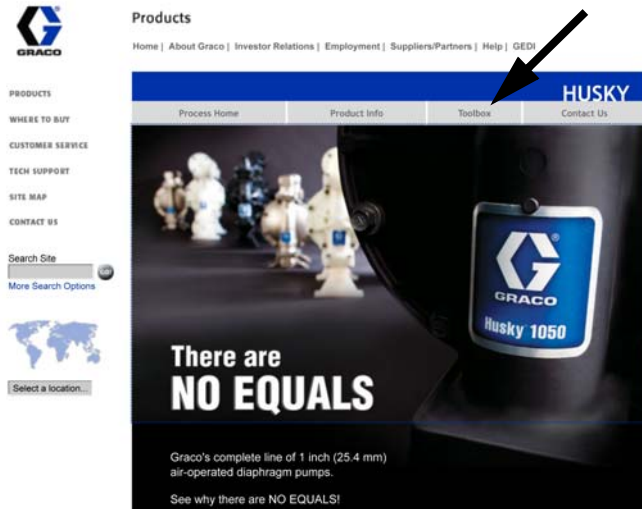 GRACO
Products
Home | About Graco | Investor Relations | Employment | Suppliers/Partners | Help | GEDI
HUSKY
Process Home
Product Info
Toolbox
Contact Us
PRODUCTS
WHERE TO BUY
CUSTOMER SERVICE
TECH SUPPORT
SITE MAP
CONTACT US
Search Site
GO!
More Search Options
Select a location...
GRACO
Husky 1050
There are
NO EQUALS
Graco's complete line of 1 inch (25.4 mm)
air-operated diaphragm pumps.
See why there are NO EQUALS!